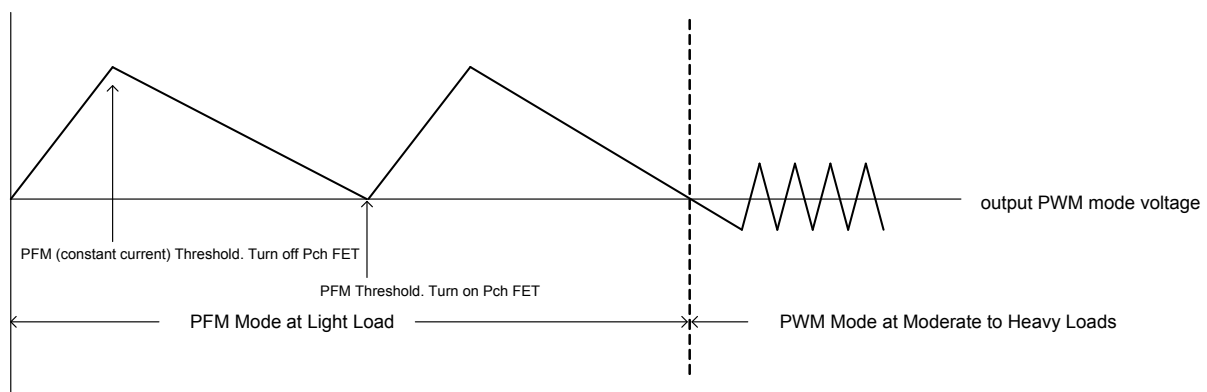 output PWM mode voltage
PFM (constant current) Threshold. Turn off Pch FET
PFM Threshold. Turn on Pch FET
PFM Mode at Light Load
PWM Mode at Moderate to Heavy Loads